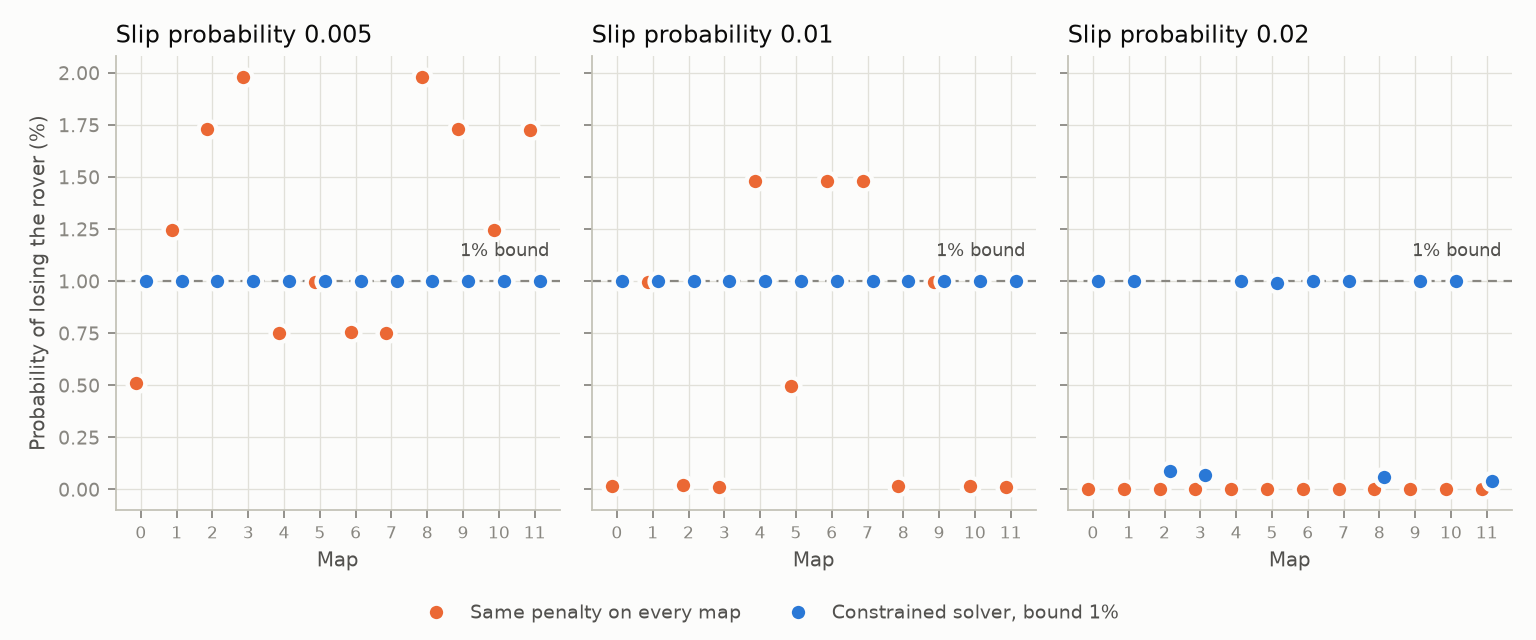 Slip probability 0.005
Slip probability 0.01
Slip probability 0.02
Probability of losing the rover (%)
2.00
1.75
1.50
1.25
1.00
0.75
0.50
0.25
0.00
1% bound
1% bound
1% bound
0 1 2 3 4 5 6 7 8 9 10 11
0 1 2 3 4 5 6 7 8 9 10 11
0 1 2 3 4 5 6 7 8 9 10 11
Map
Map
Map
Same penalty on every map
Constrained solver, bound 1%